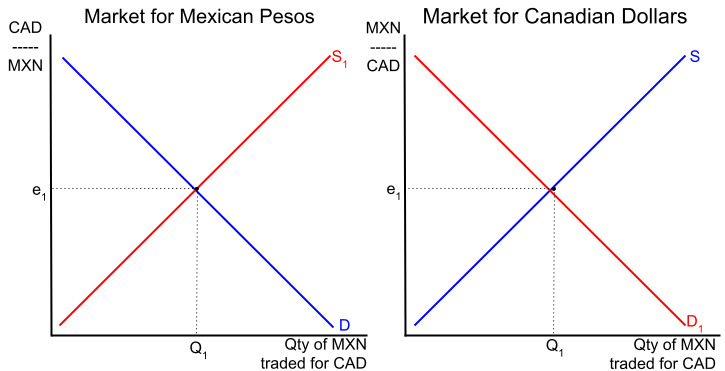 Market for Mexican Pesos
CAD
-----
MXN
S1
e1
D
Q1
Qty of MXN
traded for CAD
Market for Canadian Dollars
MXN
-----
CAD
S
e1
D1
Q1
Qty of MXN
traded for CAD